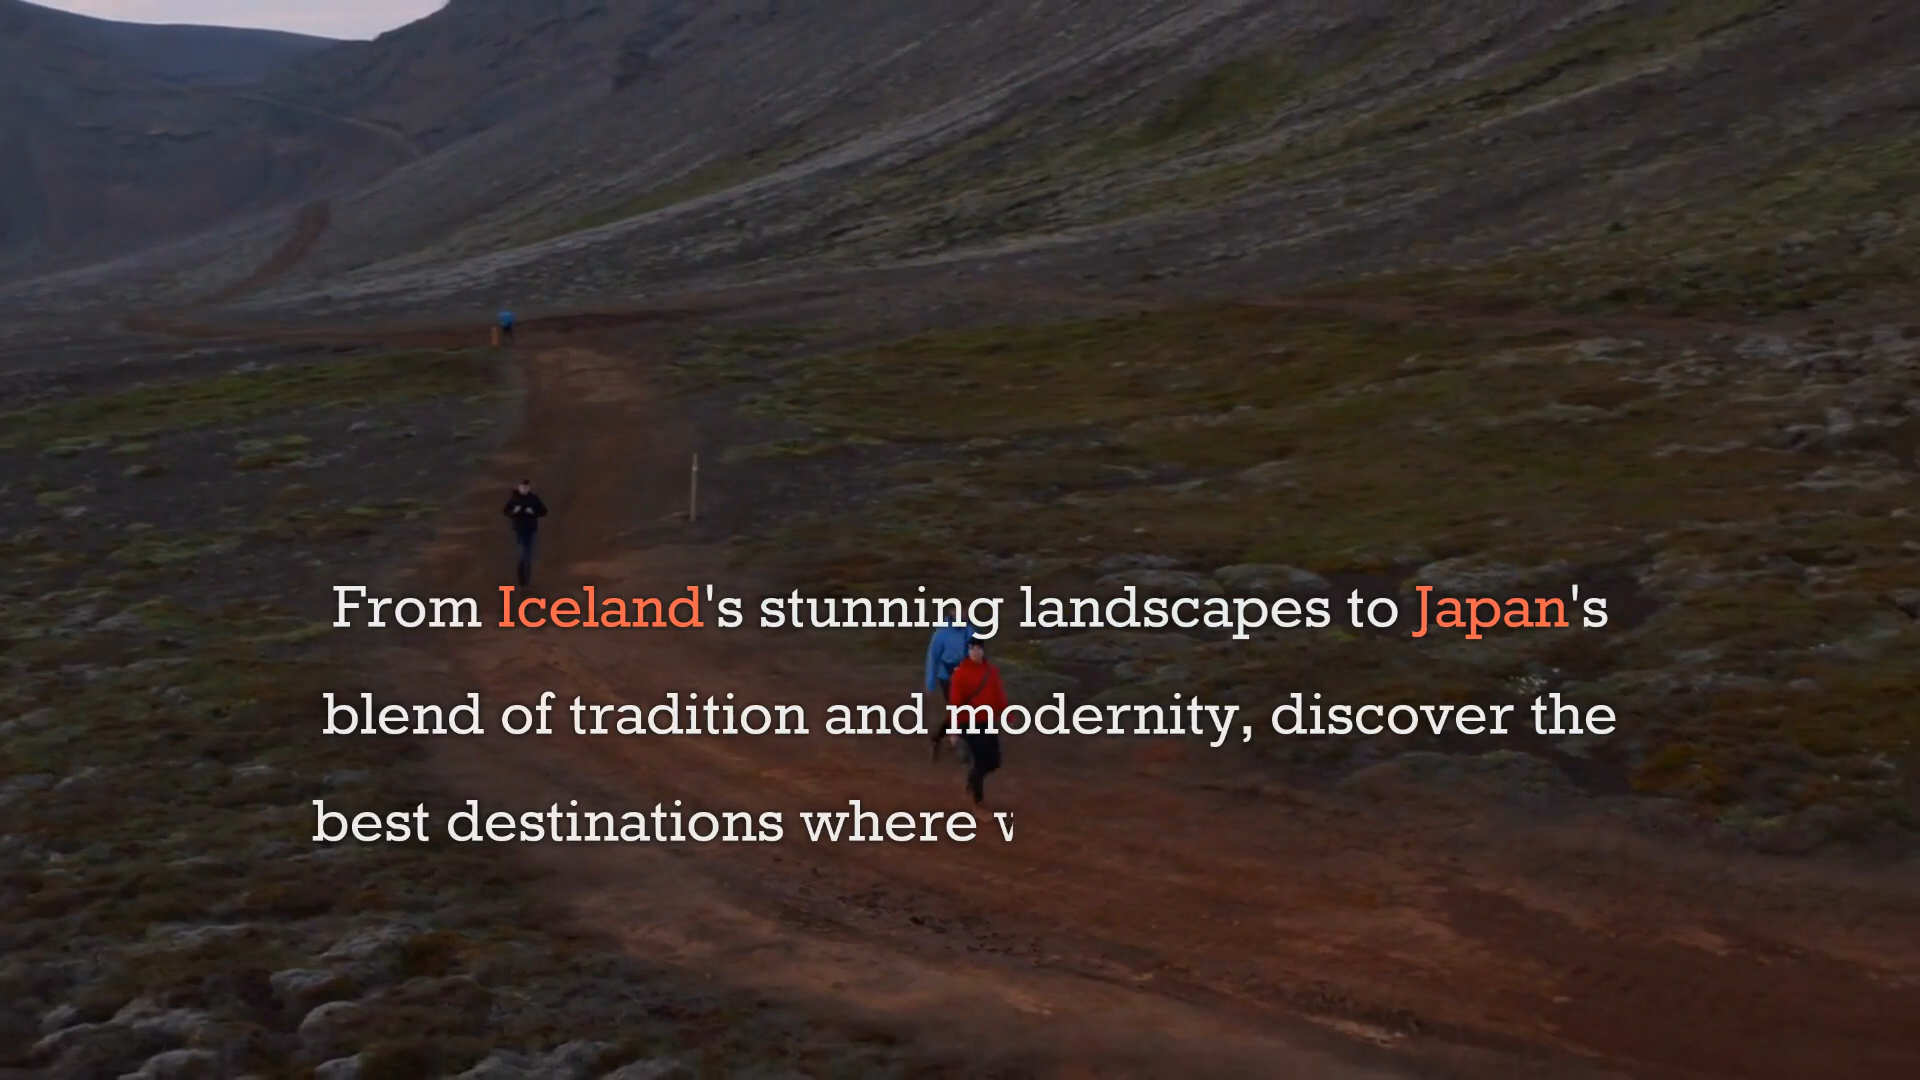 From Iceland's stunning landscapes to Japan's
blend of tradition and modernity, discover the
best destinations where